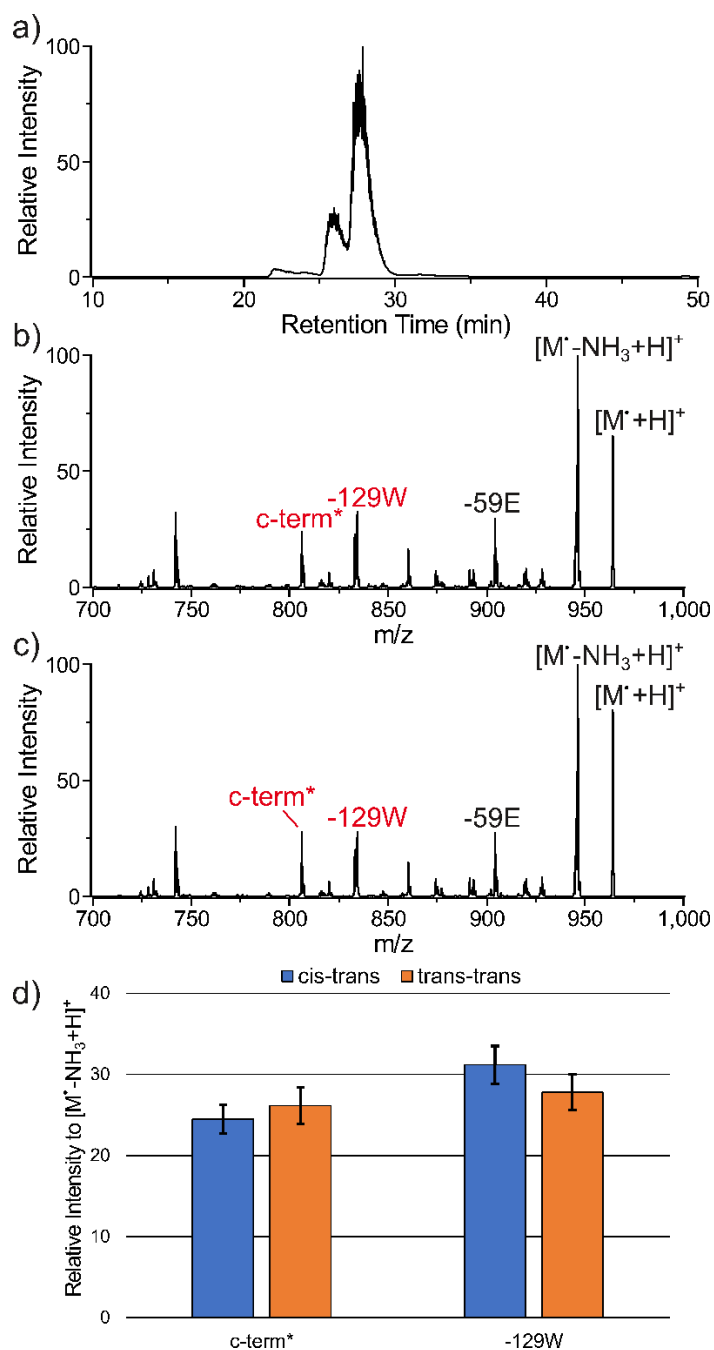 a)
100
50
0
Relative Intensity
10 20 30 40 50
Retention Time (min)
b)
100
50
0
Relative Intensity
[M˙-NH₃+H]⁺
[M˙+H]⁺
-129W
c-term*
-59E
700 750 800 850 900 950 1,000
m/z
c)
100
50
0
Relative Intensity
[M˙-NH₃+H]⁺
[M˙+H]⁺
c-term*
-129W
-59E
700 750 800 850 900 950 1,000
m/z
d)
cis-trans trans-trans
40
30
20
10
0
Relative Intensity to [M˙-NH₃+H]⁺
c-term* -129W